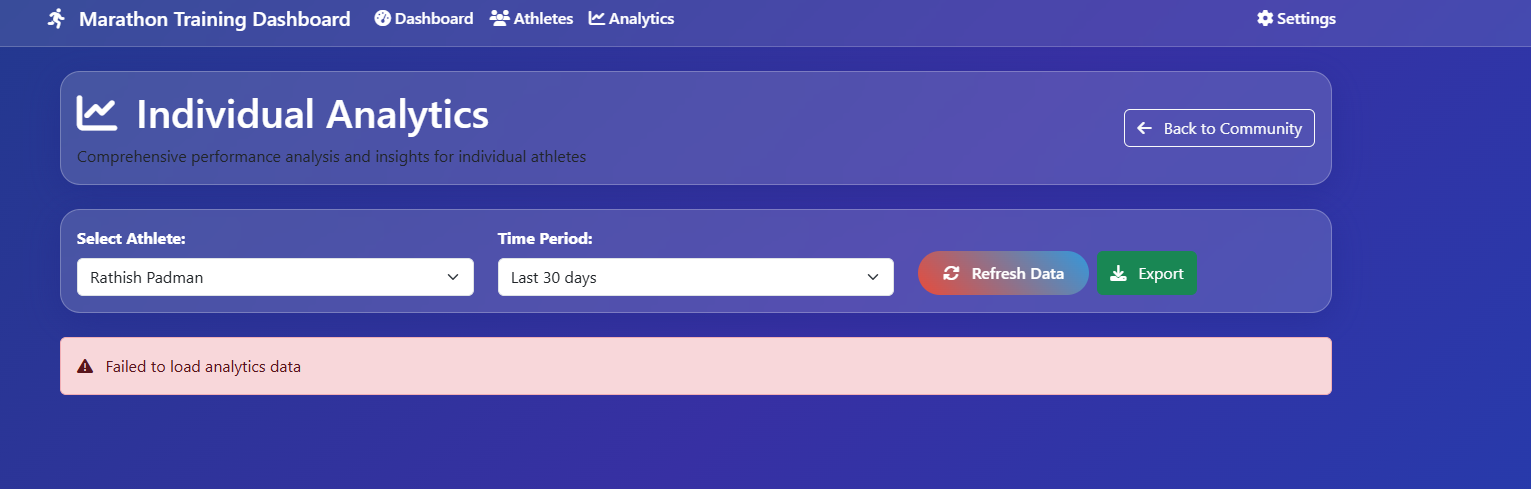 Marathon Training Dashboard Dashboard Athletes Analytics Settings
Individual Analytics
Back to Community
Comprehensive performance analysis and insights for individual athletes
Select Athlete: Time Period:
Rathish Padman Last 30 days Refresh Data Export
Failed to load analytics data